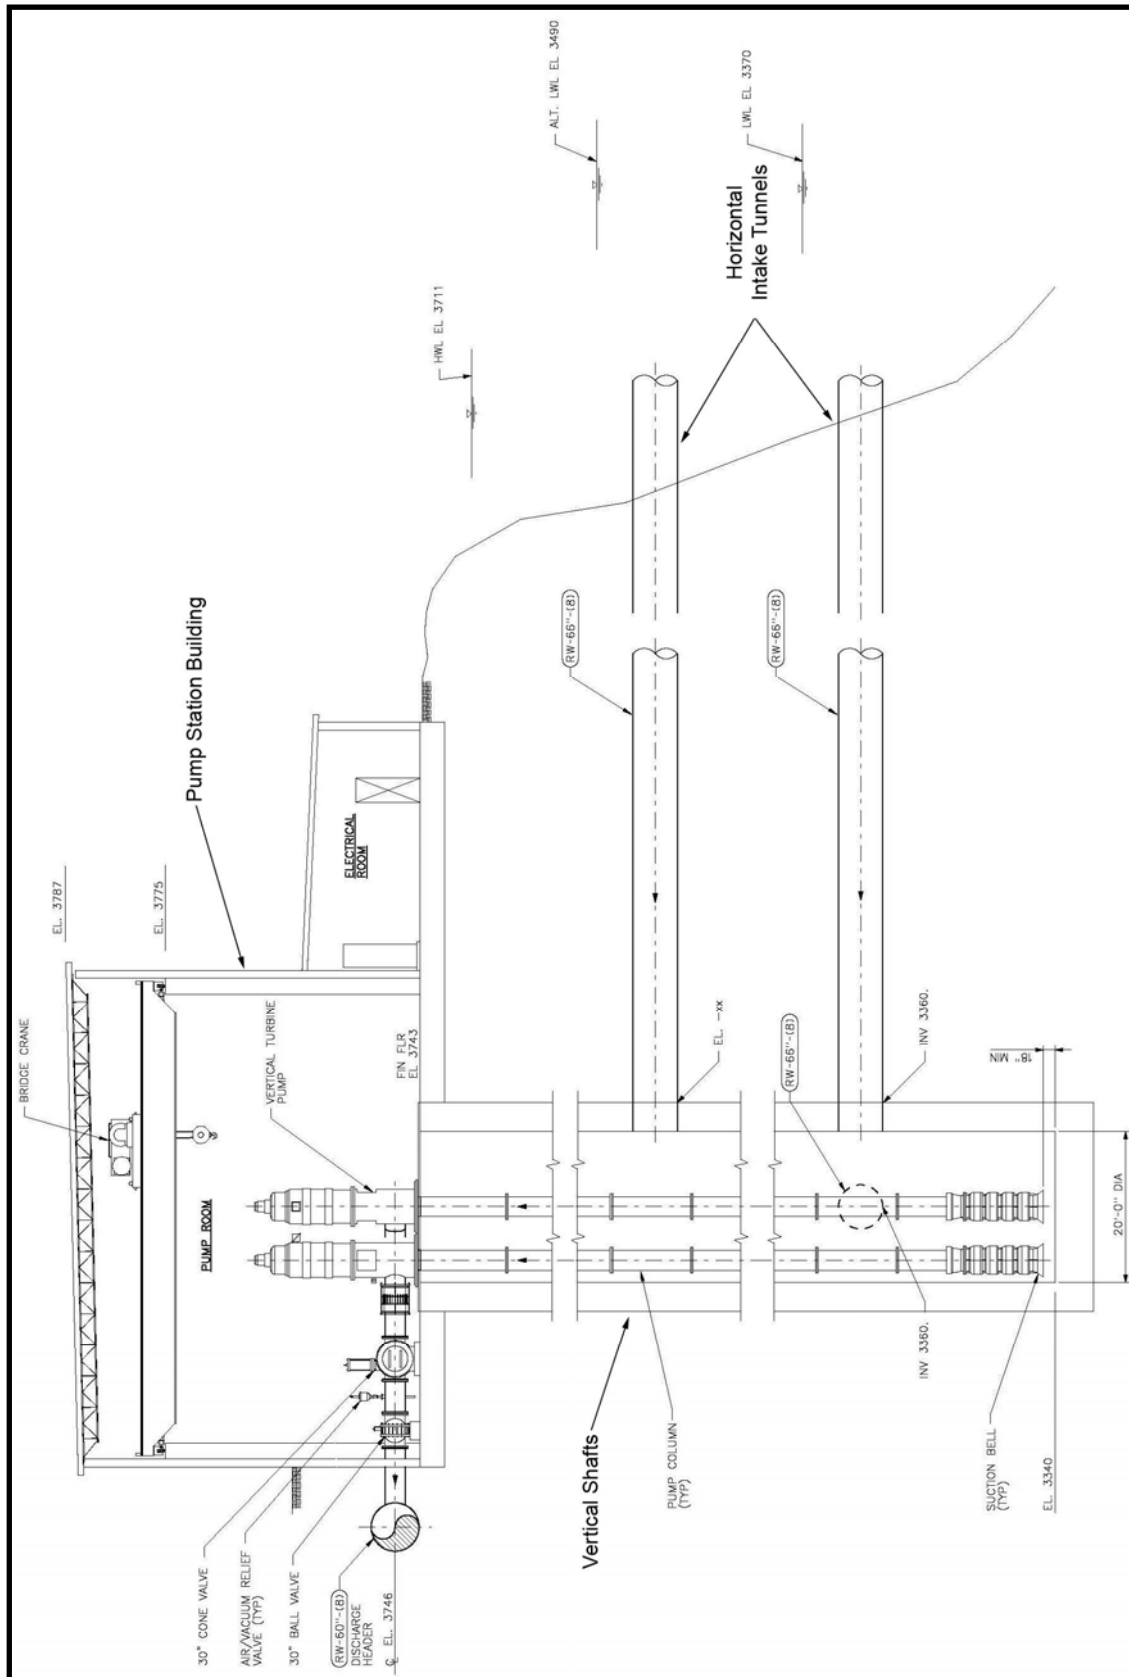 EL. 3787
EL. 3775
BRIDGE CRANE
Pump Station Building
PUMP ROOM
VERTICAL TURBINE
PUMP
FIN FLR
EL 3743
ELECTRICAL
ROOM
30" CONE VALVE
AIR/VACUUM RELIEF
VALVE (TYP)
30" BALL VALVE
RW-60"-(8)
DISCHARGE
HEADER
℄ EL. 3746
HWL EL 3711
ALT. LWL EL 3490
LWL EL 3370
Horizontal
Intake Tunnels
RW-66"-(8)
RW-66"-(8)
EL. -xx
RW-66"-(8)
INV 3360.
INV 3360.
Vertical Shafts
PUMP COLUMN
(TYP)
SUCTION BELL
(TYP)
EL. 3340
18" MIN
20'-0" DIA